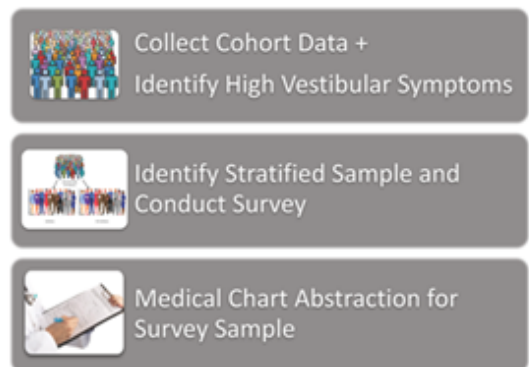 Collect Cohort Data +
Identify High Vestibular Symptoms
Identify Stratified Sample and
Conduct Survey
Medical Chart Abstraction for
Survey Sample